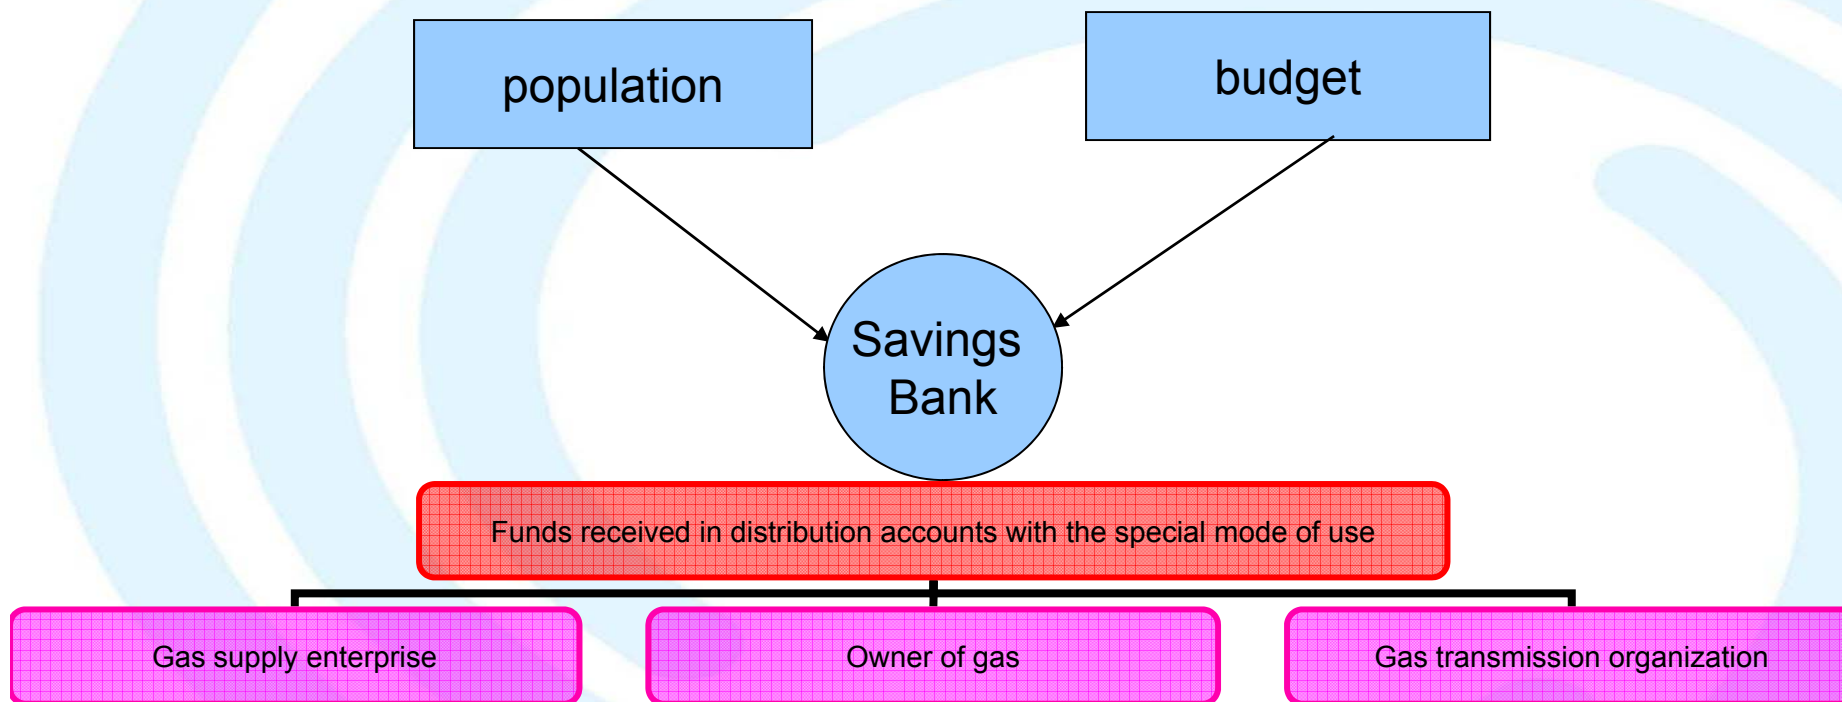 population
budget
Savings
Bank
Funds received in distribution accounts with the special mode of use
Gas supply enterprise
Owner of gas
Gas transmission organization